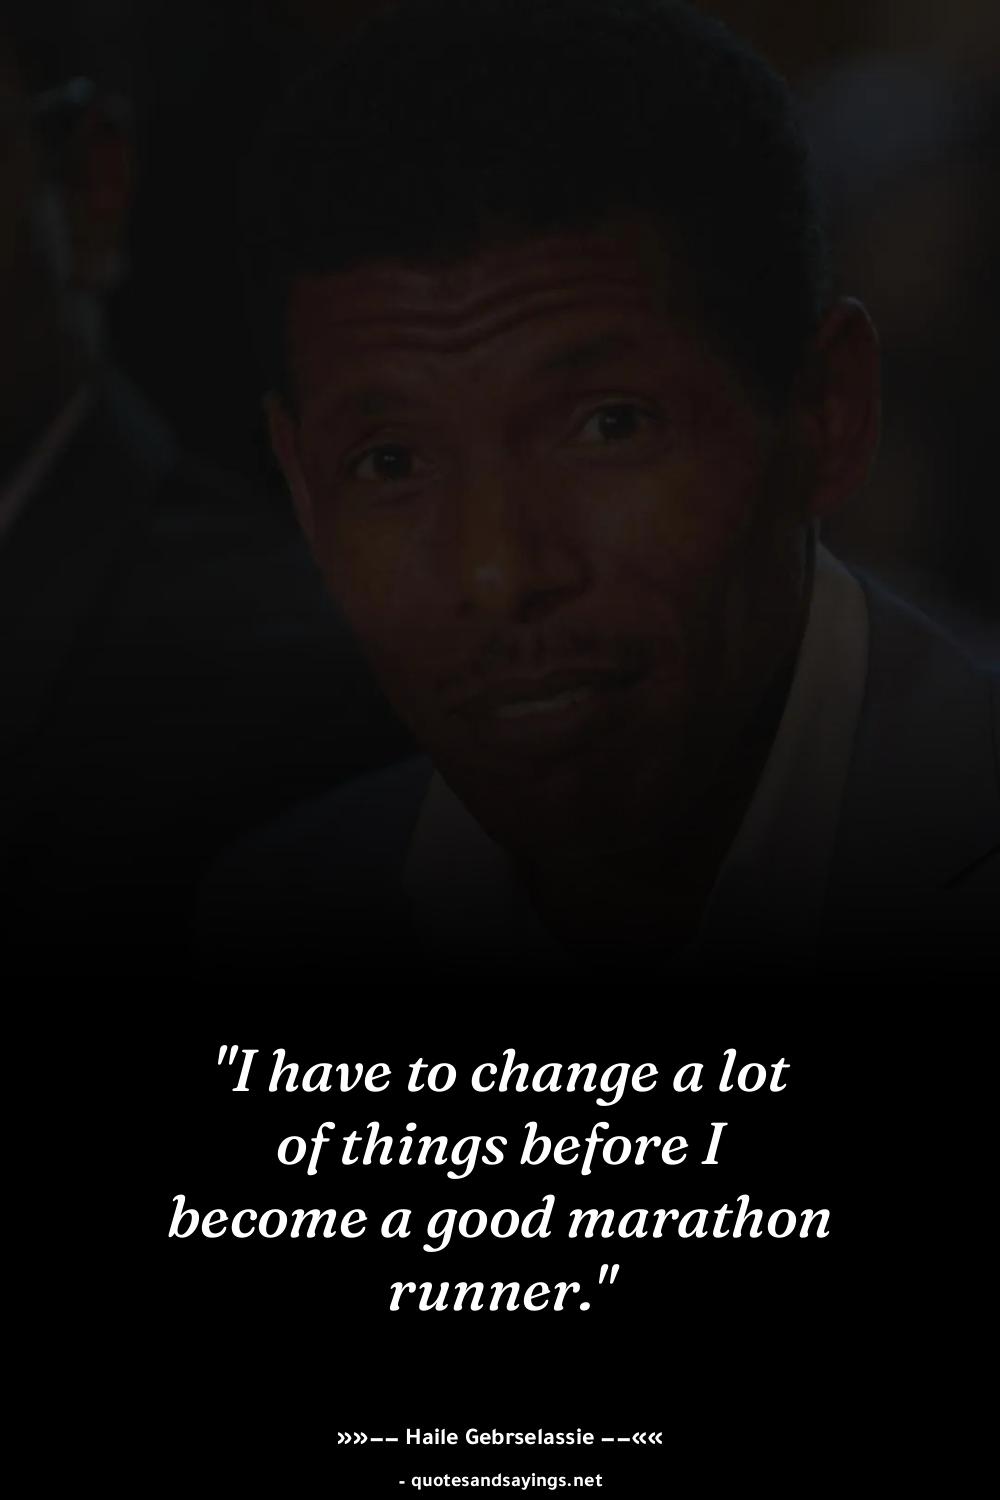 "I have to change a lot
of things before I
become a good marathon
runner."
»»–– Haile Gebrselassie ––««
- quotesandsayings.net